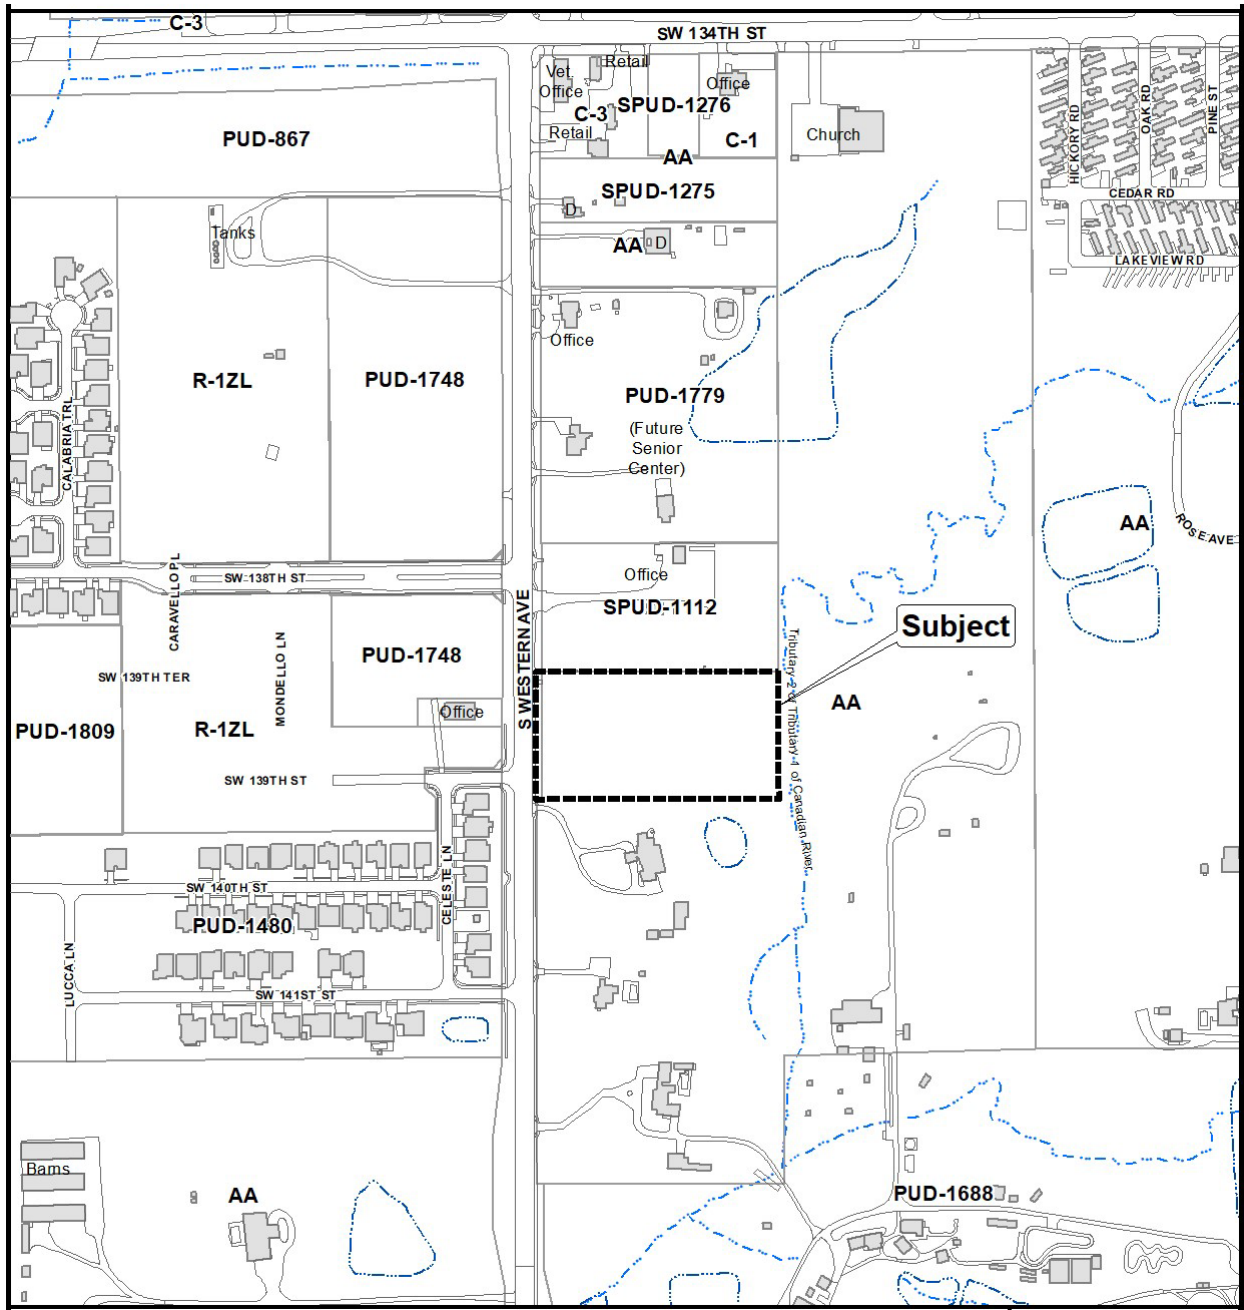 C-3
SW 134TH ST
Retail
Vet.
Office
Office
SPUD-1276
C-3
Retail
C-1
Church
PUD-867
AA
SPUD-1275
D
AA
D
Tanks
HICKORY RD
OAK RD
PINE ST
CEDAR RD
LAKEVIEW RD
Office
R-1ZL
PUD-1748
PUD-1779
(Future
Senior
Center)
CALABRIA TRL
AA
ROSE AVE
SW 138TH ST
CARAVELLO PL
Office
SPUD-1112
S WESTERN AVE
Subject
PUD-1748
SW 139TH TER
MONDELLO LN
Office
AA
PUD-1809
R-1ZL
SW 139TH ST
Tributary 2 of Tributary 4 of Canadian River
SW 140TH ST
CELESTE LN
PUD-1480
LUCCA LN
SW 141ST ST
Barns
AA
PUD-1688